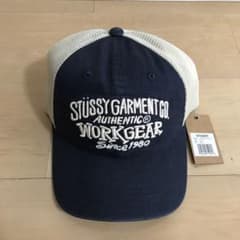 STÜSSY GARMENT CO.
AUTHENTIC®
WORKGEAR
Since 1980